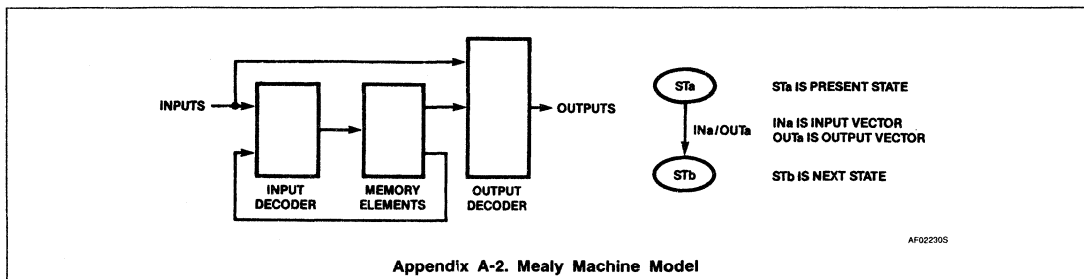 INPUTS
INPUT
DECODER
MEMORY
ELEMENTS
OUTPUT
DECODER
OUTPUTS
STa
INa/OUTa
STb
STa IS PRESENT STATE
INa IS INPUT VECTOR
OUTa IS OUTPUT VECTOR
STb IS NEXT STATE
AF02230S
Appendix A-2. Mealy Machine Model